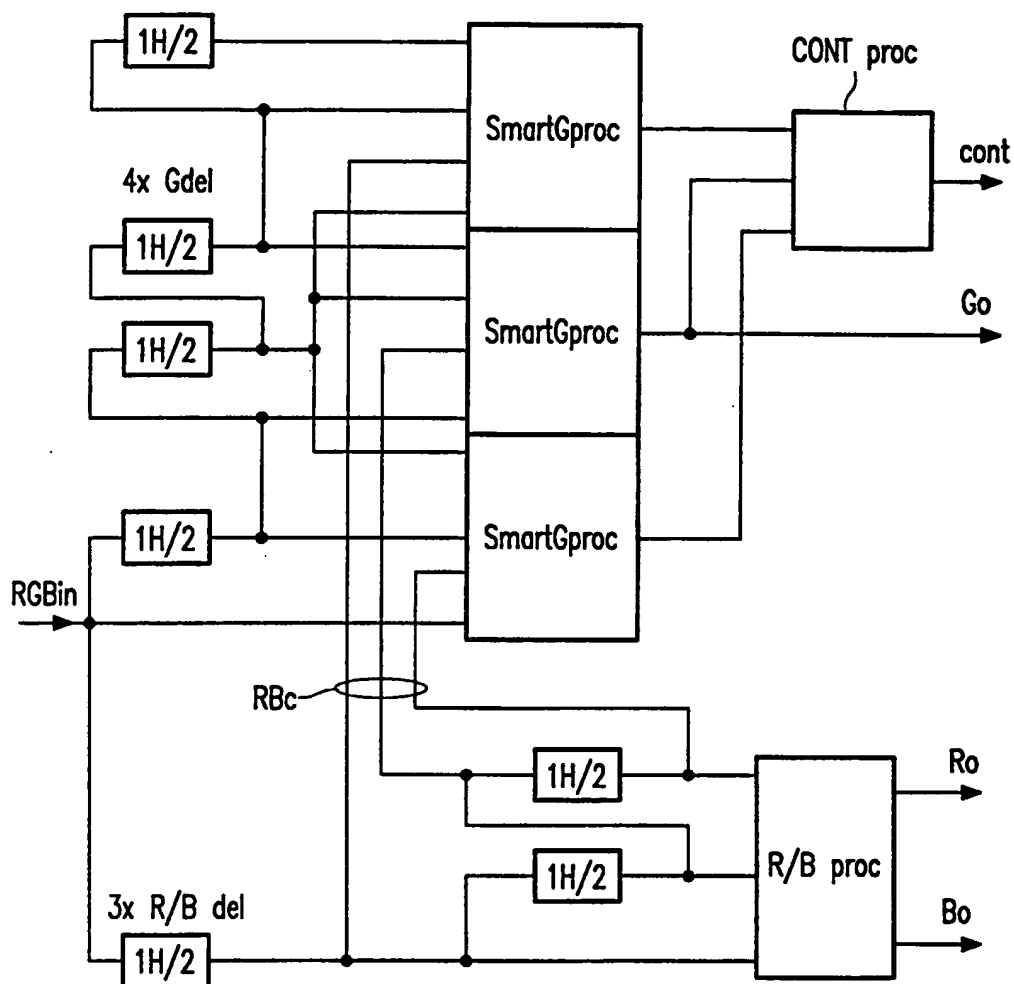 1H/2
CONT proc
SmartGproc
cont
4x Gdel
1H/2
Go
1H/2
SmartGproc
1H/2
SmartGproc
RGBin
RBc
1H/2
Ro
1H/2
R/B proc
3x R/B del
Bo
1H/2